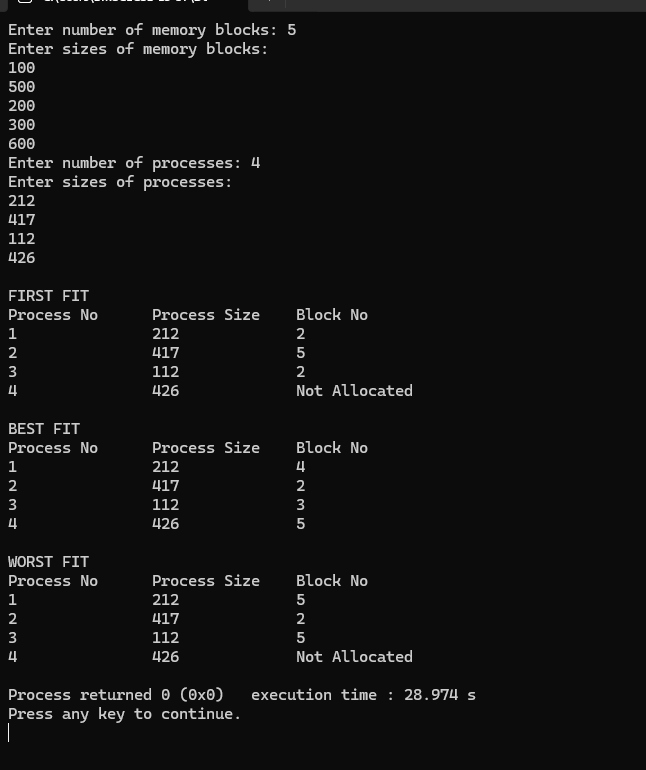 Enter number of memory blocks: 5
Enter sizes of memory blocks:
100
500
200
300
600
Enter number of processes: 4
Enter sizes of processes:
212
417
112
426
FIRST FIT
Process No      Process Size    Block No
1               212             2
2               417             5
3               112             2
4               426             Not Allocated
BEST FIT
Process No      Process Size    Block No
1               212             4
2               417             2
3               112             3
4               426             5
WORST FIT
Process No      Process Size    Block No
1               212             5
2               417             2
3               112             5
4               426             Not Allocated
Process returned 0 (0x0)   execution time : 28.974 s
Press any key to continue.